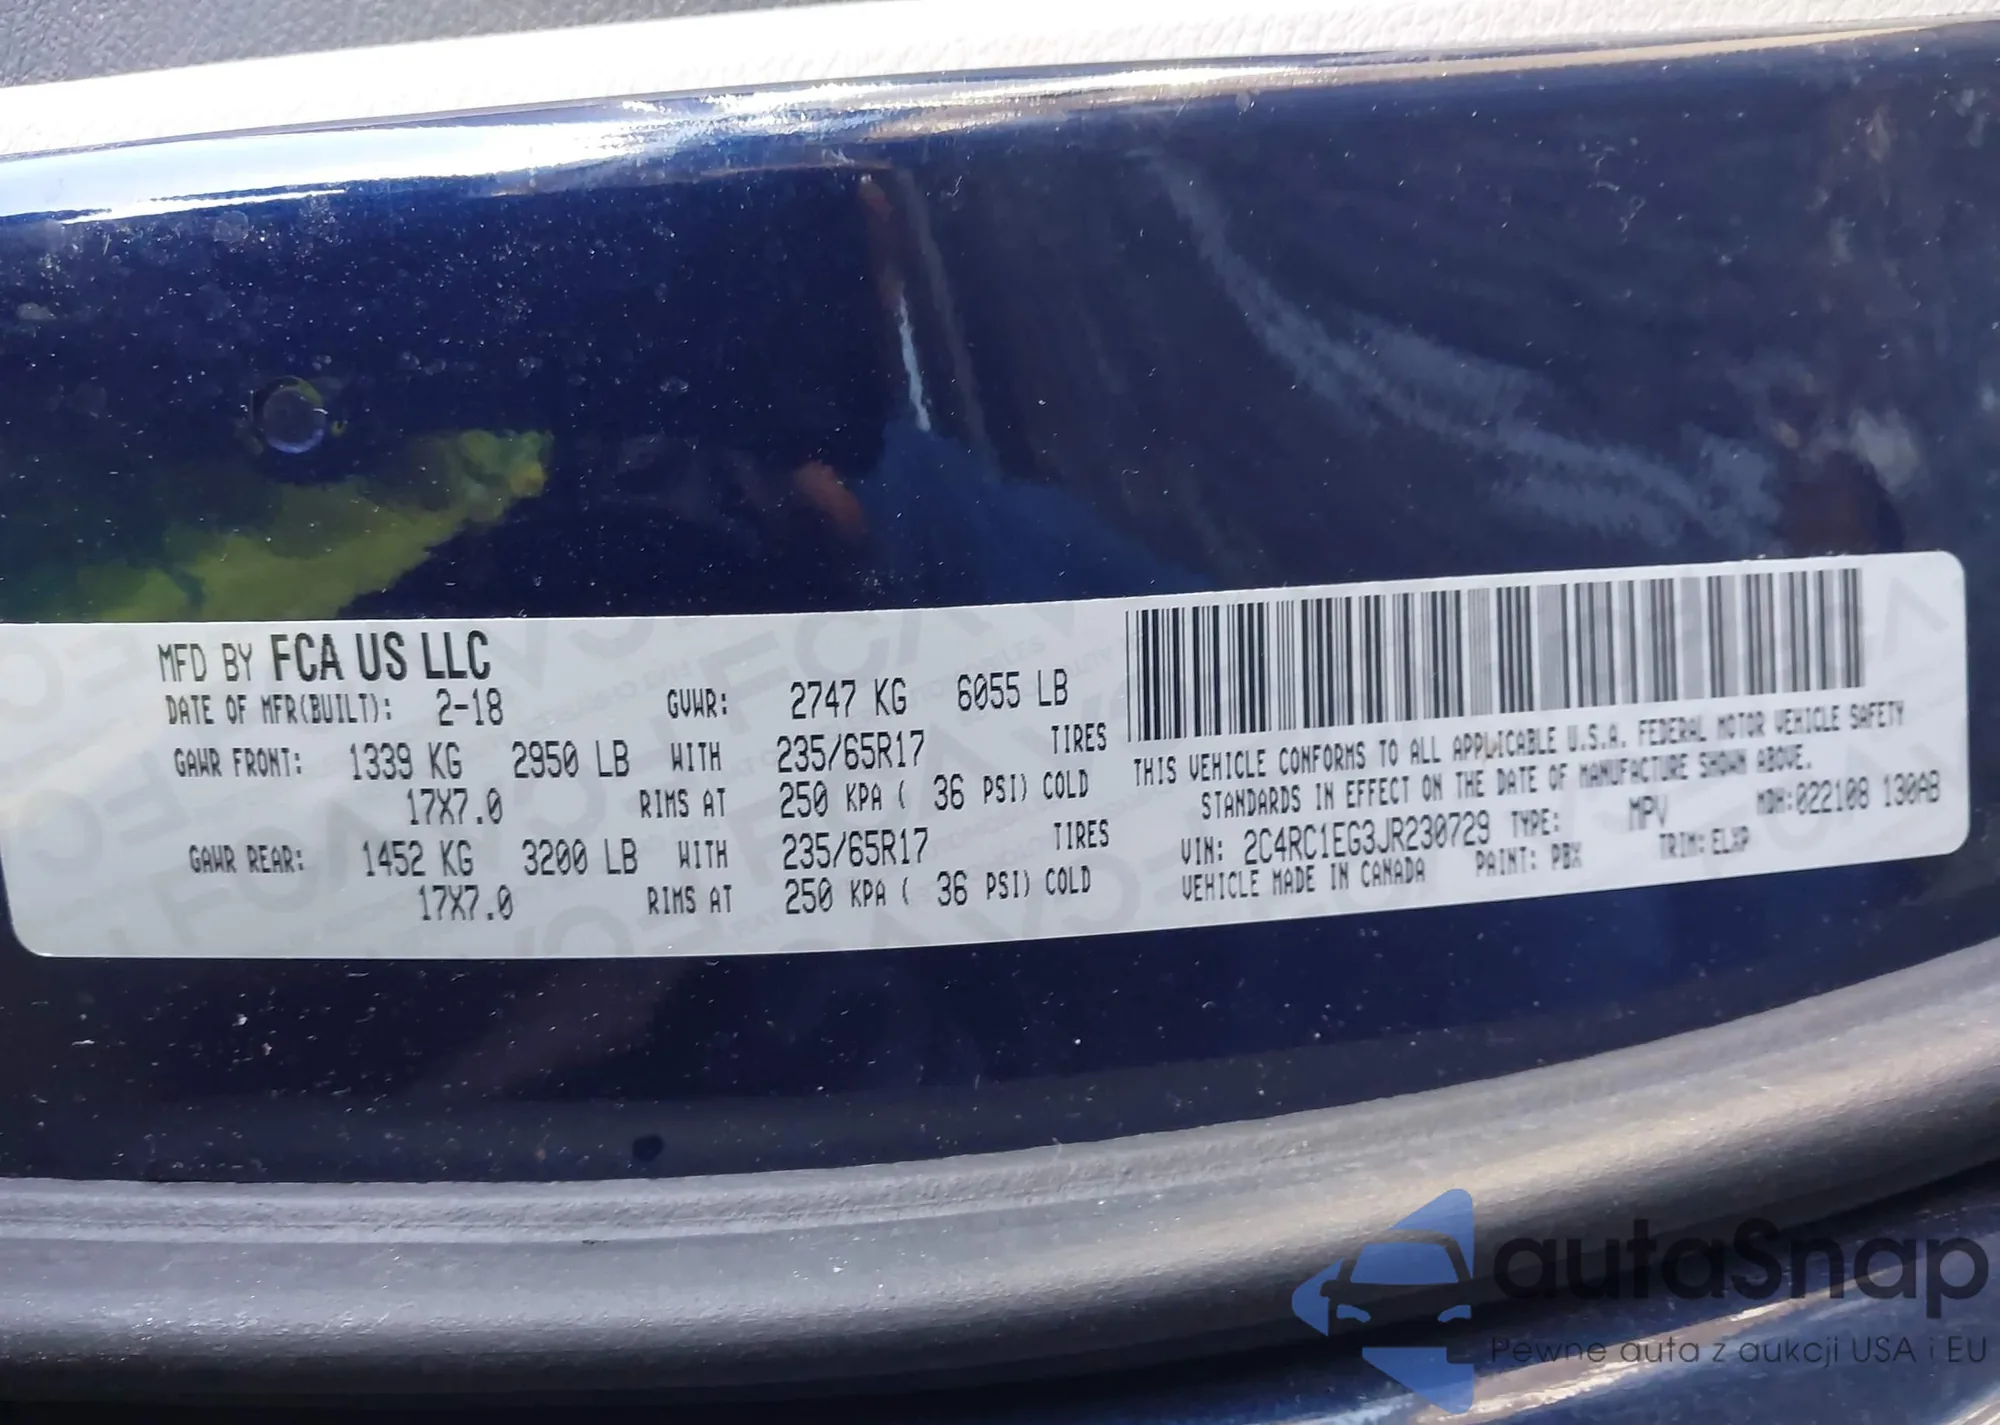 MFD BY FCA US LLC
DATE OF MFR(BUILT): 2-18 GVWR: 2747 KG 6055 LB
GAWR FRONT: 1339 KG 2950 LB WITH 235/65R17 TIRES
17X7.0 RIMS AT 250 KPA ( 36 PSI) COLD
GAWR REAR: 1452 KG 3200 LB WITH 235/65R17 TIRES
17X7.0 RIMS AT 250 KPA ( 36 PSI) COLD
THIS VEHICLE CONFORMS TO ALL APPLICABLE U.S.A. FEDERAL MOTOR VEHICLE SAFETY
STANDARDS IN EFFECT ON THE DATE OF MANUFACTURE SHOWN ABOVE.
VIN: 2C4RC1EG3JR230729 TYPE: MPV MDH:022108 130AB
VEHICLE MADE IN CANADA PAINT: PBX TRIM:ELXP
autaSnap
Pewne auta z aukcji USA i EU